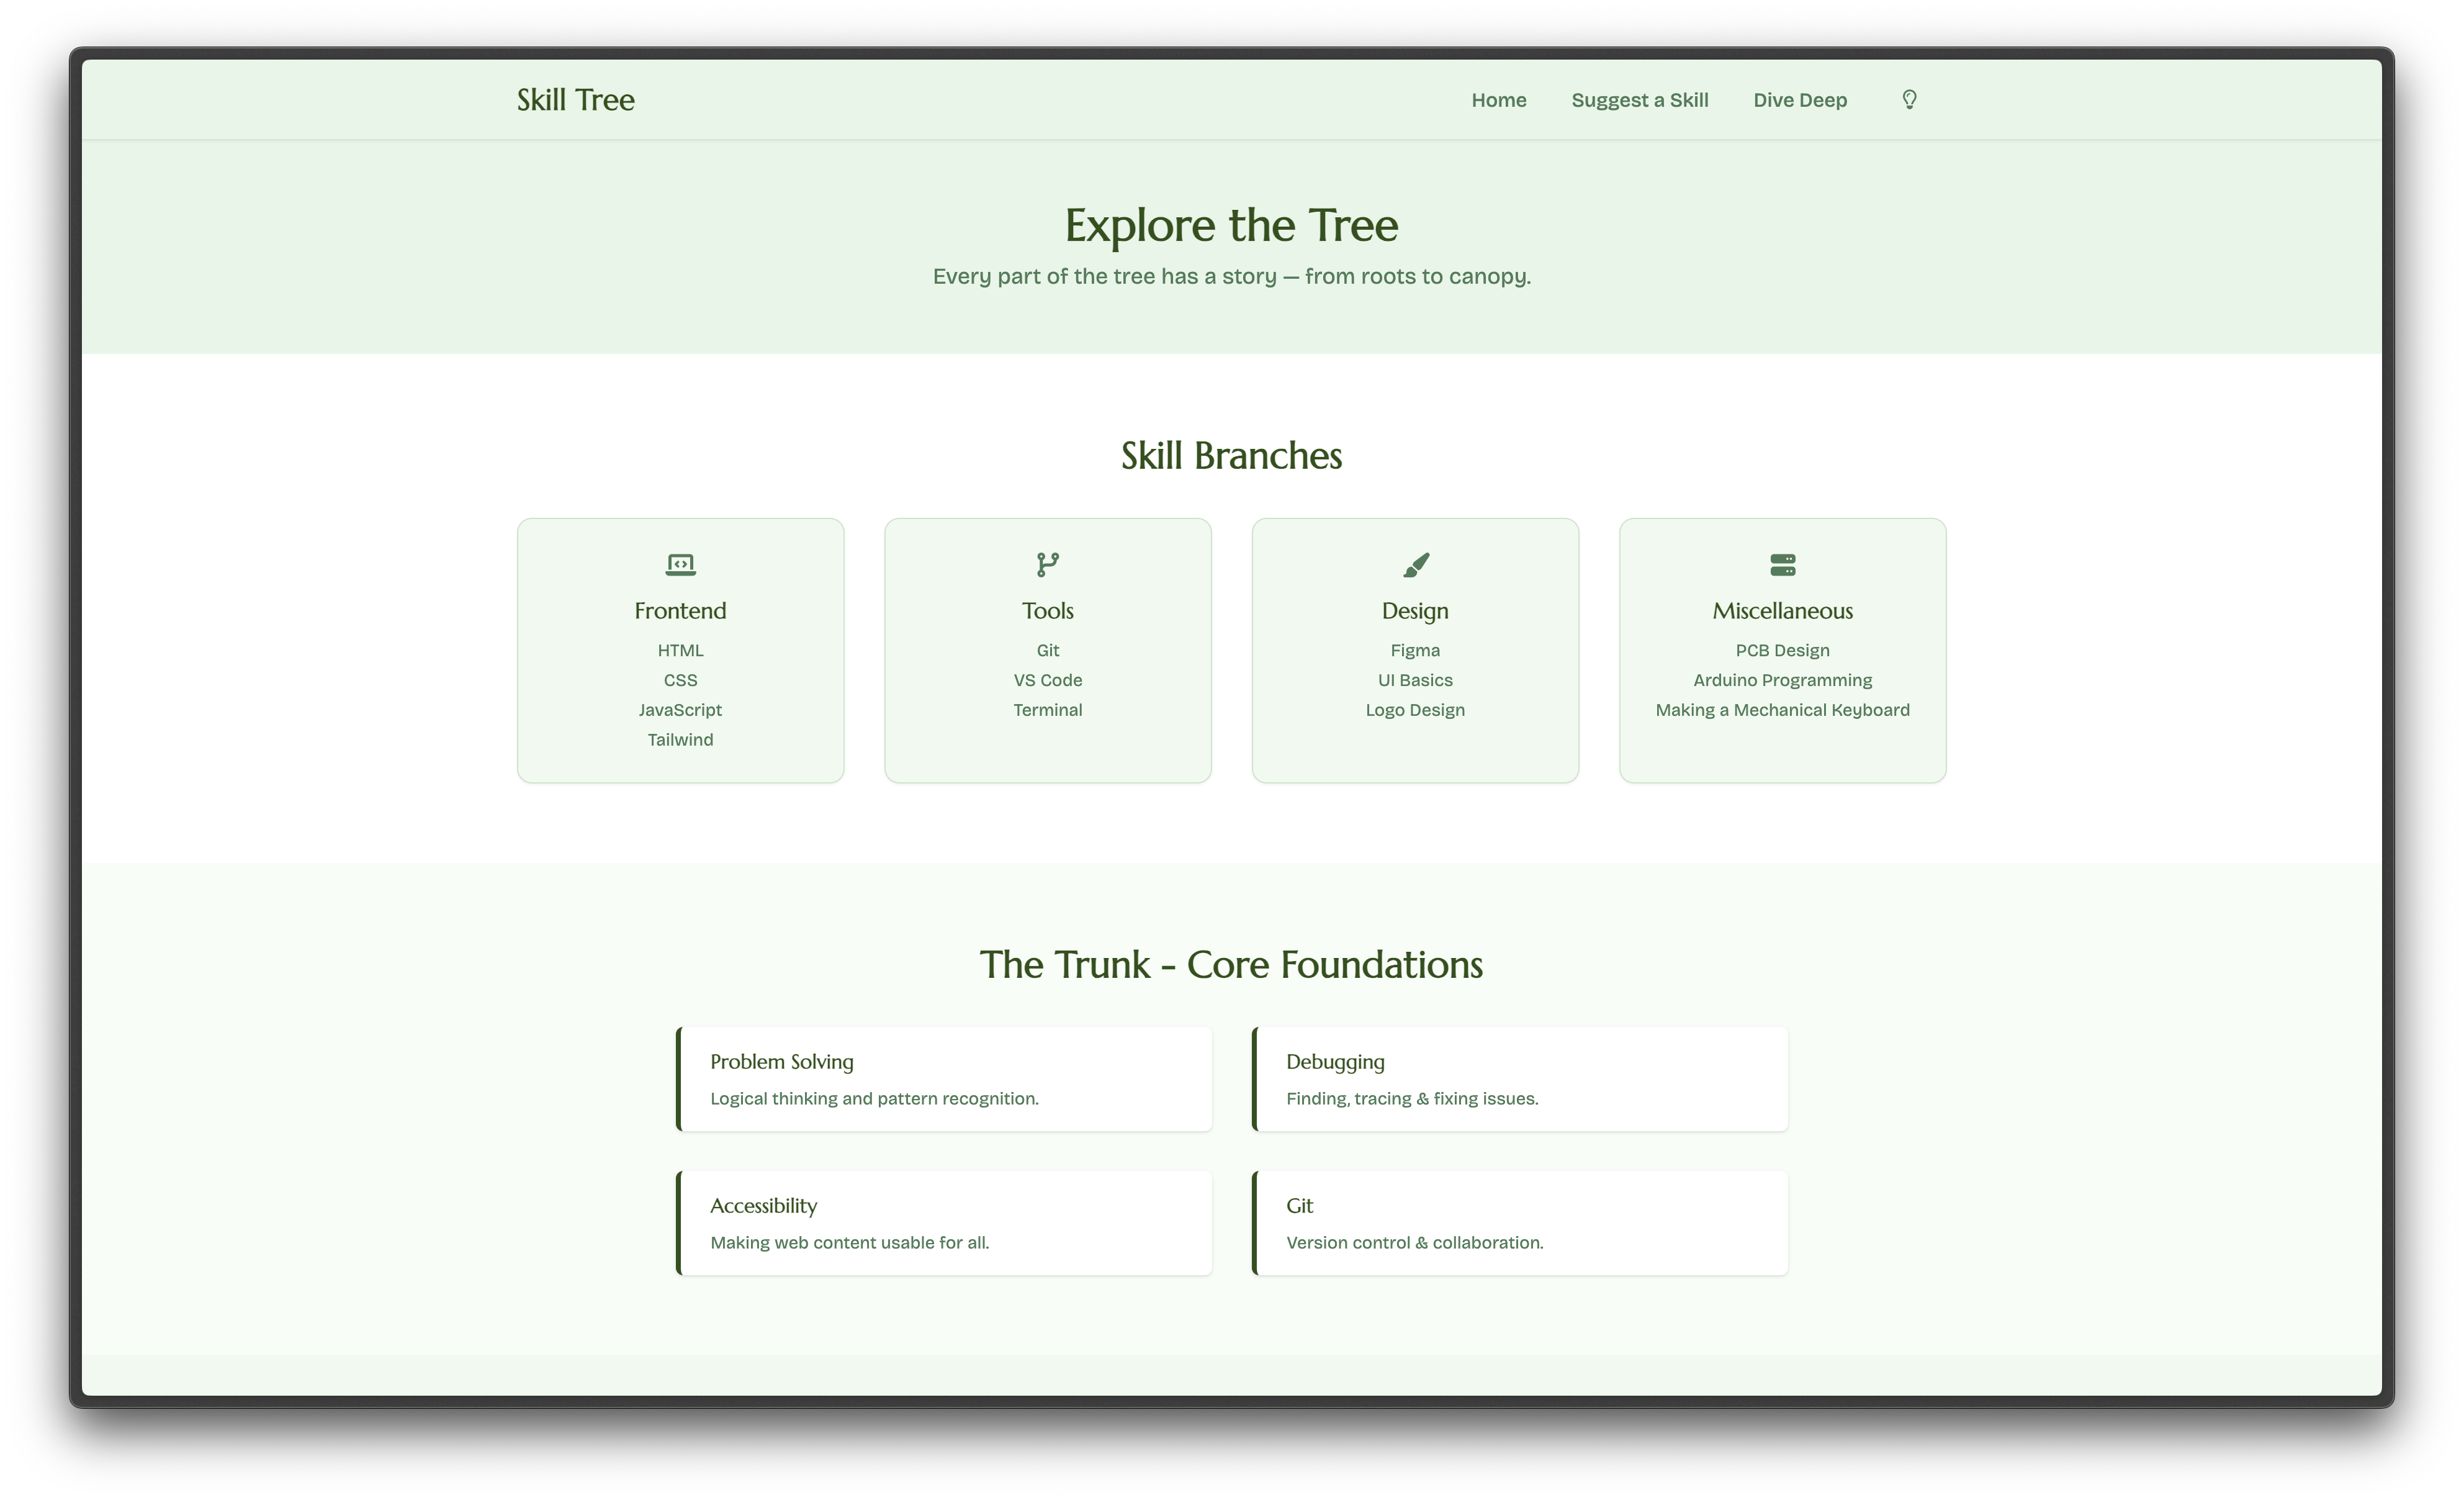 Skill Tree
Home
Suggest a Skill
Dive Deep
Explore the Tree
Every part of the tree has a story — from roots to canopy.
Skill Branches
Frontend
HTML
CSS
JavaScript
Tailwind
Tools
Git
VS Code
Terminal
Design
Figma
UI Basics
Logo Design
Miscellaneous
PCB Design
Arduino Programming
Making a Mechanical Keyboard
The Trunk - Core Foundations
Problem Solving
Logical thinking and pattern recognition.
Debugging
Finding, tracing & fixing issues.
Accessibility
Making web content usable for all.
Git
Version control & collaboration.